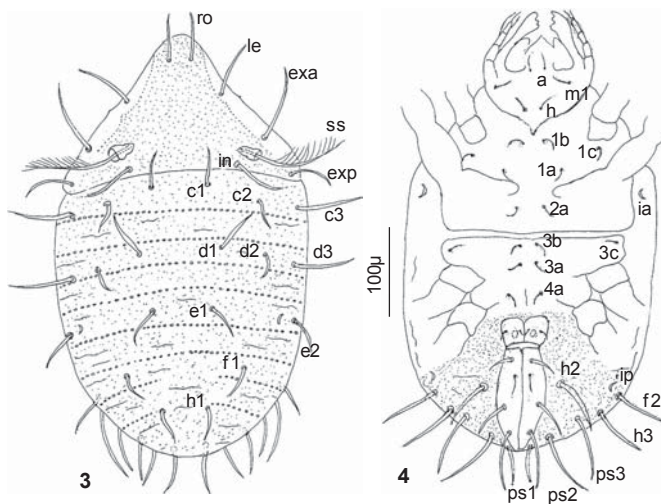 ro
le
exa
ss
in
exp
c1
c2
c3
d1
d2
d3
e1
e2
f1
h1
3
a
m1
h
1b
1c
1a
2a
ia
3b
3c
3a
4a
100µ
h2
ip
f2
h3
ps3
ps1
ps2
4